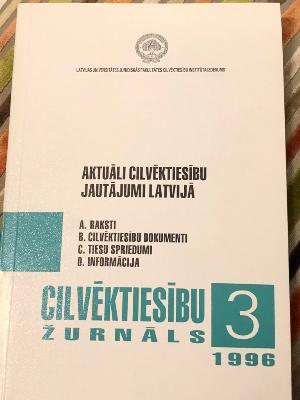 LATVIJAS UNIVERSITĀTES JURIDISKĀS FAKULTĀTES CILVĒKTIESĪBU INSTITŪTA IZDEVUMS
AKTUĀLI CILVĒKTIESĪBU
JAUTĀJUMI LATVIJĀ
A. RAKSTI
B. CILVĒKTIESĪBU DOKUMENTI
C. TIESU SPRIEDUMI
D. INFORMĀCIJA
CILVĒKTIESĪBU 3
ŽURNĀLS 1996